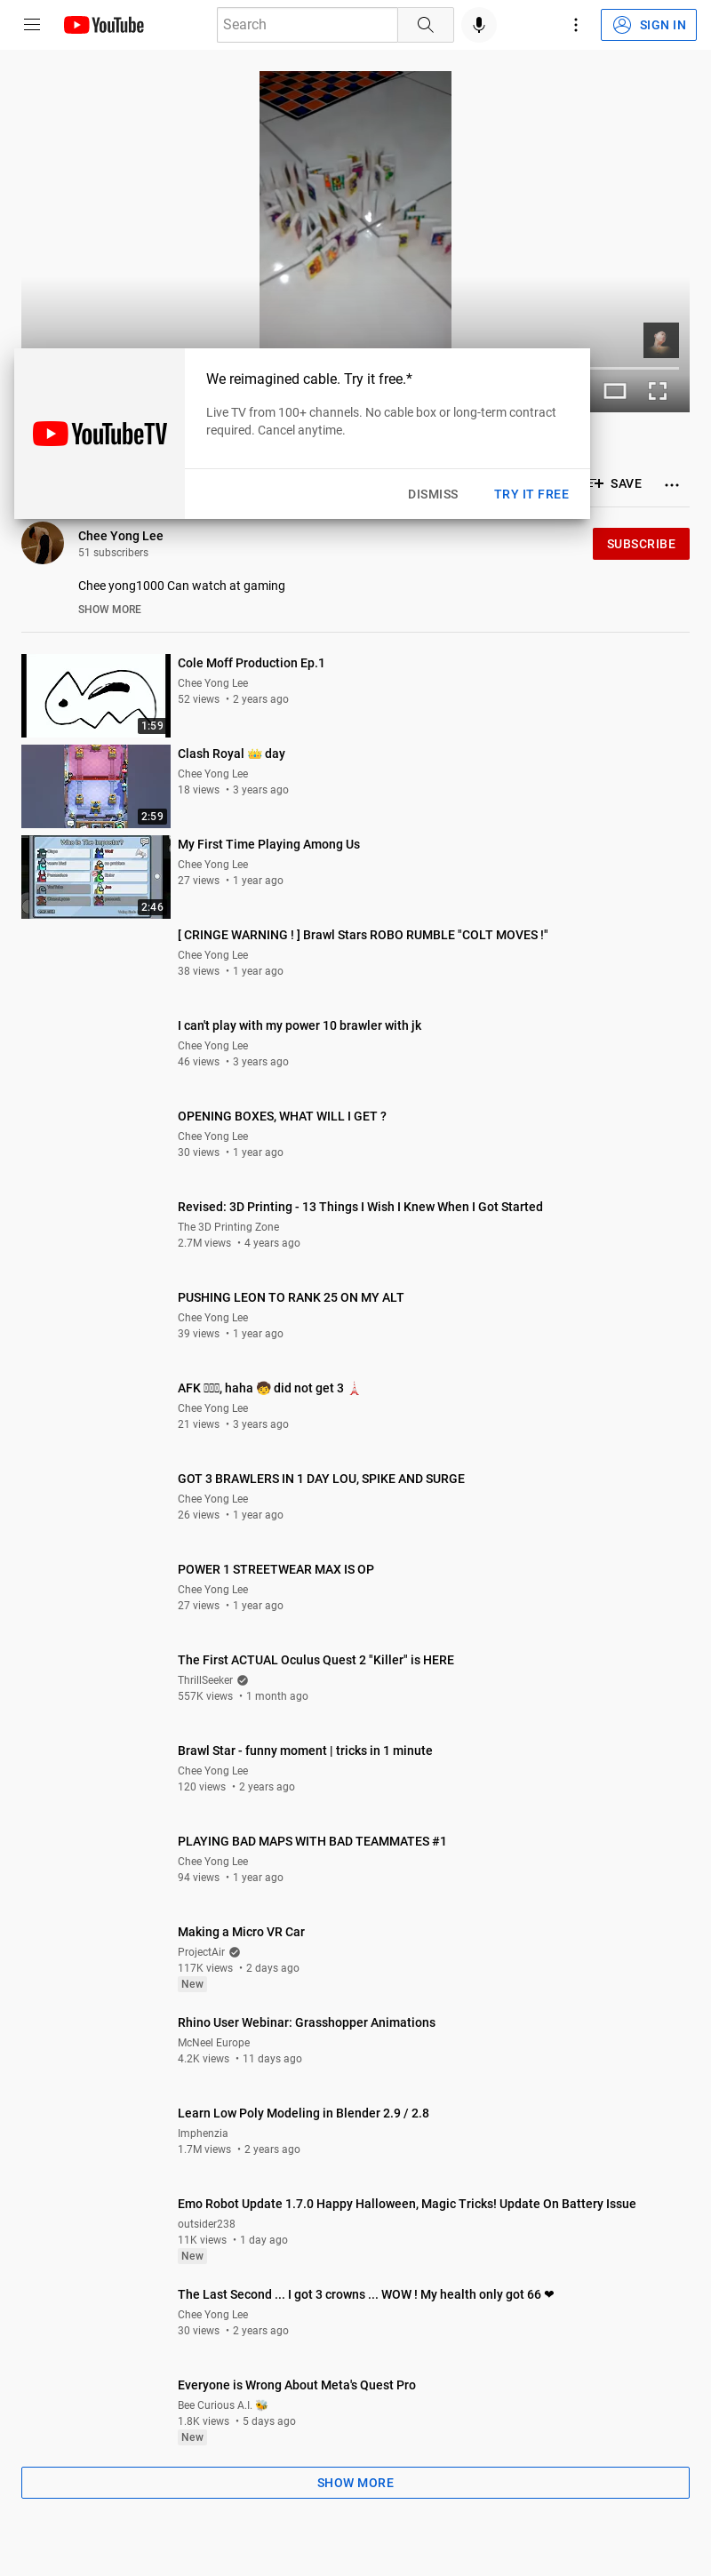 YouTube
Search
SIGN IN
We reimagined cable. Try it free.*
Live TV from 100+ channels. No cable box or long-term contract
required. Cancel anytime.
YouTubeTV
DISMISS
TRY IT FREE
SAVE
Chee Yong Lee
51 subscribers
SUBSCRIBE
Chee yong1000 Can watch at gaming
SHOW MORE
Cole Moff Production Ep.1
Chee Yong Lee
52 views • 2 years ago
1:59
Clash Royal 👑 day
Chee Yong Lee
18 views • 3 years ago
2:59
My First Time Playing Among Us
Chee Yong Lee
27 views • 1 year ago
Who Is The Impostor?
2:46
[ CRINGE WARNING ! ] Brawl Stars ROBO RUMBLE "COLT MOVES !"
Chee Yong Lee
38 views • 1 year ago
I can't play with my power 10 brawler with jk
Chee Yong Lee
46 views • 3 years ago
OPENING BOXES, WHAT WILL I GET ?
Chee Yong Lee
30 views • 1 year ago
Revised: 3D Printing - 13 Things I Wish I Knew When I Got Started
The 3D Printing Zone
2.7M views • 4 years ago
PUSHING LEON TO RANK 25 ON MY ALT
Chee Yong Lee
39 views • 1 year ago
AFK , haha 🧒 did not get 3 🗼
Chee Yong Lee
21 views • 3 years ago
GOT 3 BRAWLERS IN 1 DAY LOU, SPIKE AND SURGE
Chee Yong Lee
26 views • 1 year ago
POWER 1 STREETWEAR MAX IS OP
Chee Yong Lee
27 views • 1 year ago
The First ACTUAL Oculus Quest 2 "Killer" is HERE
ThrillSeeker
557K views • 1 month ago
Brawl Star - funny moment | tricks in 1 minute
Chee Yong Lee
120 views • 2 years ago
PLAYING BAD MAPS WITH BAD TEAMMATES #1
Chee Yong Lee
94 views • 1 year ago
Making a Micro VR Car
ProjectAir
117K views • 2 days ago
New
Rhino User Webinar: Grasshopper Animations
McNeel Europe
4.2K views • 11 days ago
Learn Low Poly Modeling in Blender 2.9 / 2.8
Imphenzia
1.7M views • 2 years ago
Emo Robot Update 1.7.0 Happy Halloween, Magic Tricks! Update On Battery Issue
outsider238
11K views • 1 day ago
New
The Last Second ... I got 3 crowns ... WOW ! My health only got 66 ❤
Chee Yong Lee
30 views • 2 years ago
Everyone is Wrong About Meta's Quest Pro
Bee Curious A.I. 🐝
1.8K views • 5 days ago
New
SHOW MORE